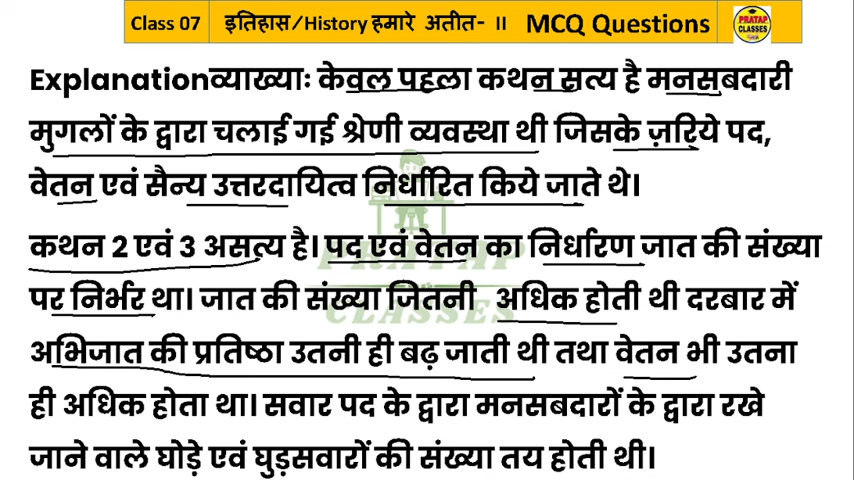 Class 07 इतिहास/History हमारे अतीत- ।। MCQ Questions
PRATAP
CLASSES
Explanationव्याख्याः केवल पहला कथन सत्य है मनसबदारी
मुगलों के द्वारा चलाई गई श्रेणी व्यवस्था थी जिसके ज़रिये पद,
वेतन एवं सैन्य उत्तरदायित्व निर्धारित किये जाते थे।
कथन 2 एवं 3 असत्य है। पद एवं वेतन का निर्धारण जात की संख्या
पर निर्भर था। जात की संख्या जितनी अधिक होती थी दरबार में
अभिजात की प्रतिष्ठा उतनी ही बढ़ जाती थी तथा वेतन भी उतना
ही अधिक होता था। सवार पद के द्वारा मनसबदारों के द्वारा रखे
जाने वाले घोड़े एवं घुड़सवारों की संख्या तय होती थी।
PRATAP
CLASSES